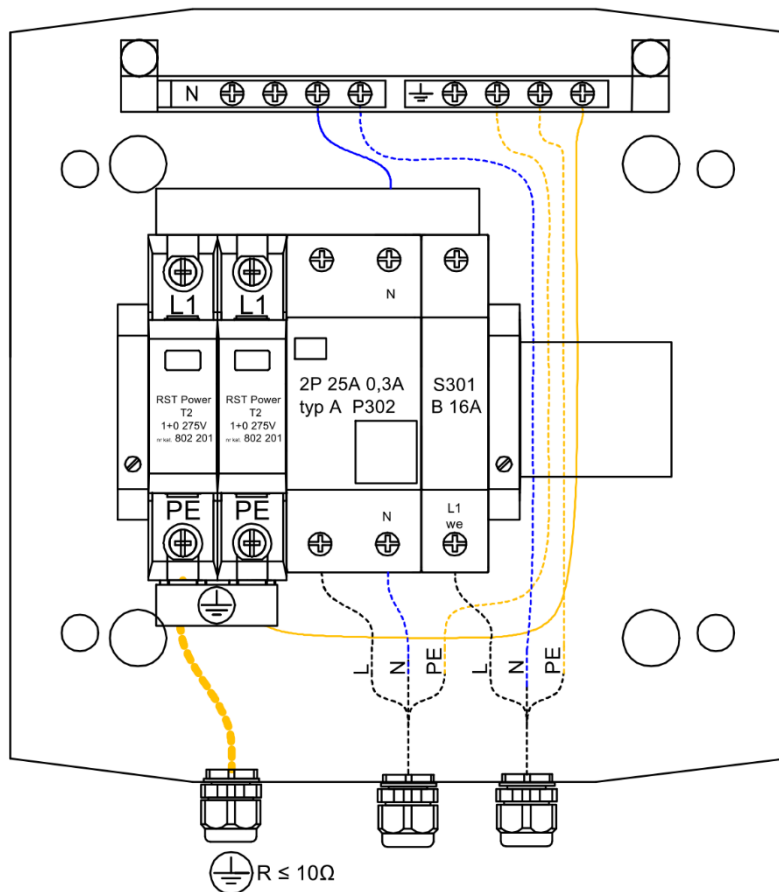 N
L1
L1
N
RST Power
T2
1+0 275V
nr kat. 802 201
RST Power
T2
1+0 275V
nr kat. 802 201
2P 25A 0,3A
typ A P302
S301
B 16A
PE
PE
N
L1
we
L
N
PE
L
N
PE
R ≤ 10Ω